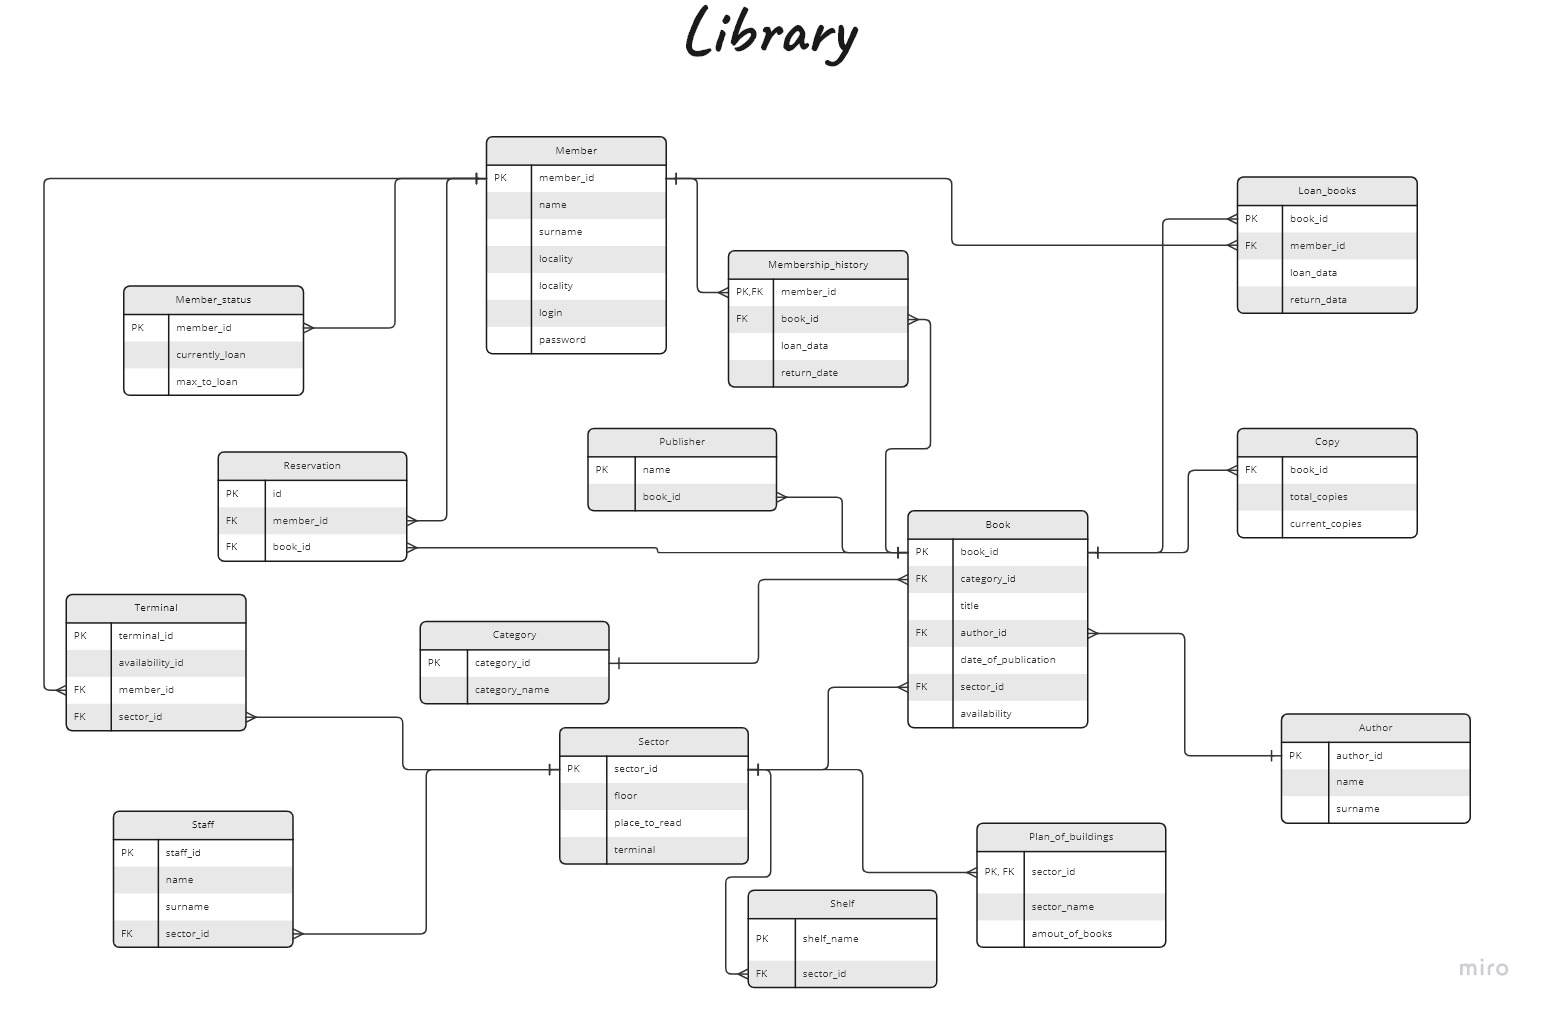 Library
Member
PK member_id
name
surname
locality
locality
login
password
Loan_books
PK book_id
FK member_id
loan_data
return_data
Membership_history
PK,FK member_id
FK book_id
loan_data
return_date
Member_status
PK member_id
currently_loan
max_to_loan
Publisher
PK name
book_id
Copy
FK book_id
total_copies
current_copies
Reservation
PK id
FK member_id
FK book_id
Book
PK book_id
FK category_id
title
FK author_id
date_of_publication
FK sector_id
availability
Terminal
PK terminal_id
availability_id
FK member_id
FK sector_id
Category
PK category_id
category_name
Sector
PK sector_id
floor
place_to_read
terminal
Author
PK author_id
name
surname
Staff
PK staff_id
name
surname
FK sector_id
Plan_of_buildings
PK, FK sector_id
sector_name
amout_of_books
Shelf
PK shelf_name
FK sector_id
miro